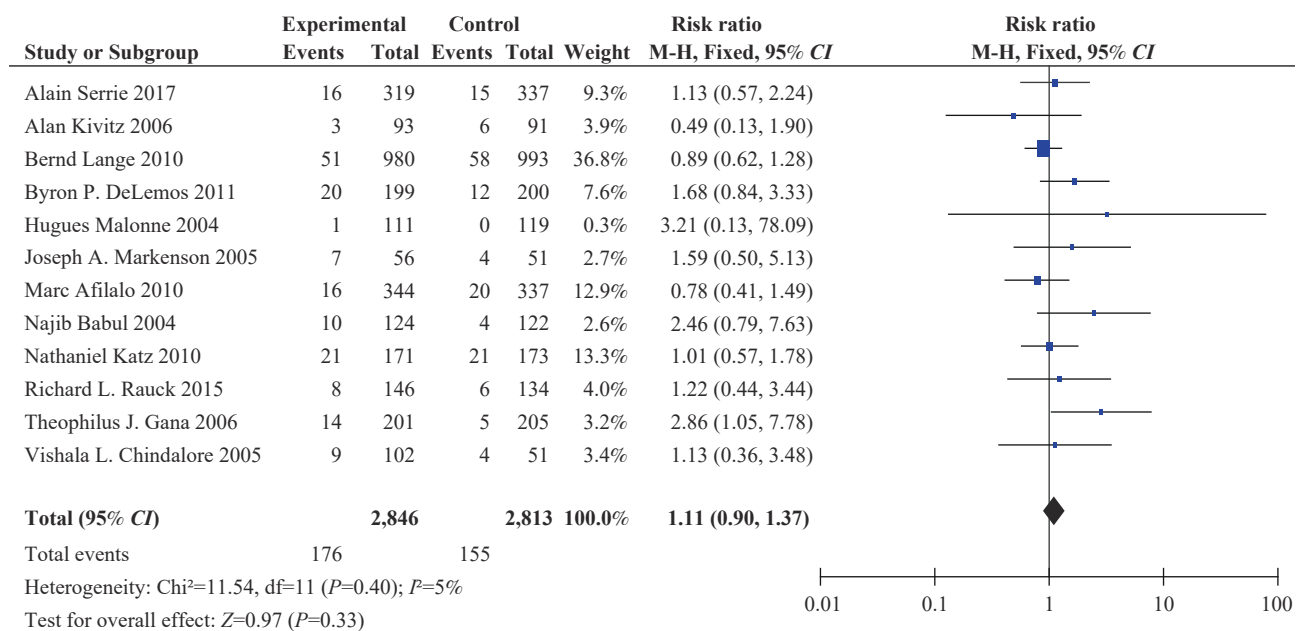 Experimental Control Risk ratio Risk ratio
Study or Subgroup Events Total Events Total Weight M-H, Fixed, 95% CI M-H, Fixed, 95% CI
Alain Serrie 2017 16 319 15 337 9.3% 1.13 (0.57, 2.24)
Alan Kivitz 2006 3 93 6 91 3.9% 0.49 (0.13, 1.90)
Bernd Lange 2010 51 980 58 993 36.8% 0.89 (0.62, 1.28)
Byron P. DeLemos 2011 20 199 12 200 7.6% 1.68 (0.84, 3.33)
Hugues Malonne 2004 1 111 0 119 0.3% 3.21 (0.13, 78.09)
Joseph A. Markenson 2005 7 56 4 51 2.7% 1.59 (0.50, 5.13)
Marc Afilalo 2010 16 344 20 337 12.9% 0.78 (0.41, 1.49)
Najib Babul 2004 10 124 4 122 2.6% 2.46 (0.79, 7.63)
Nathaniel Katz 2010 21 171 21 173 13.3% 1.01 (0.57, 1.78)
Richard L. Rauck 2015 8 146 6 134 4.0% 1.22 (0.44, 3.44)
Theophilus J. Gana 2006 14 201 5 205 3.2% 2.86 (1.05, 7.78)
Vishala L. Chindalore 2005 9 102 4 51 3.4% 1.13 (0.36, 3.48)
Total (95% CI) 2,846 2,813 100.0% 1.11 (0.90, 1.37)
Total events 176 155
Heterogeneity: Chi²=11.54, df=11 (P=0.40); I²=5%
Test for overall effect: Z=0.97 (P=0.33)
0.01 0.1 1 10 100